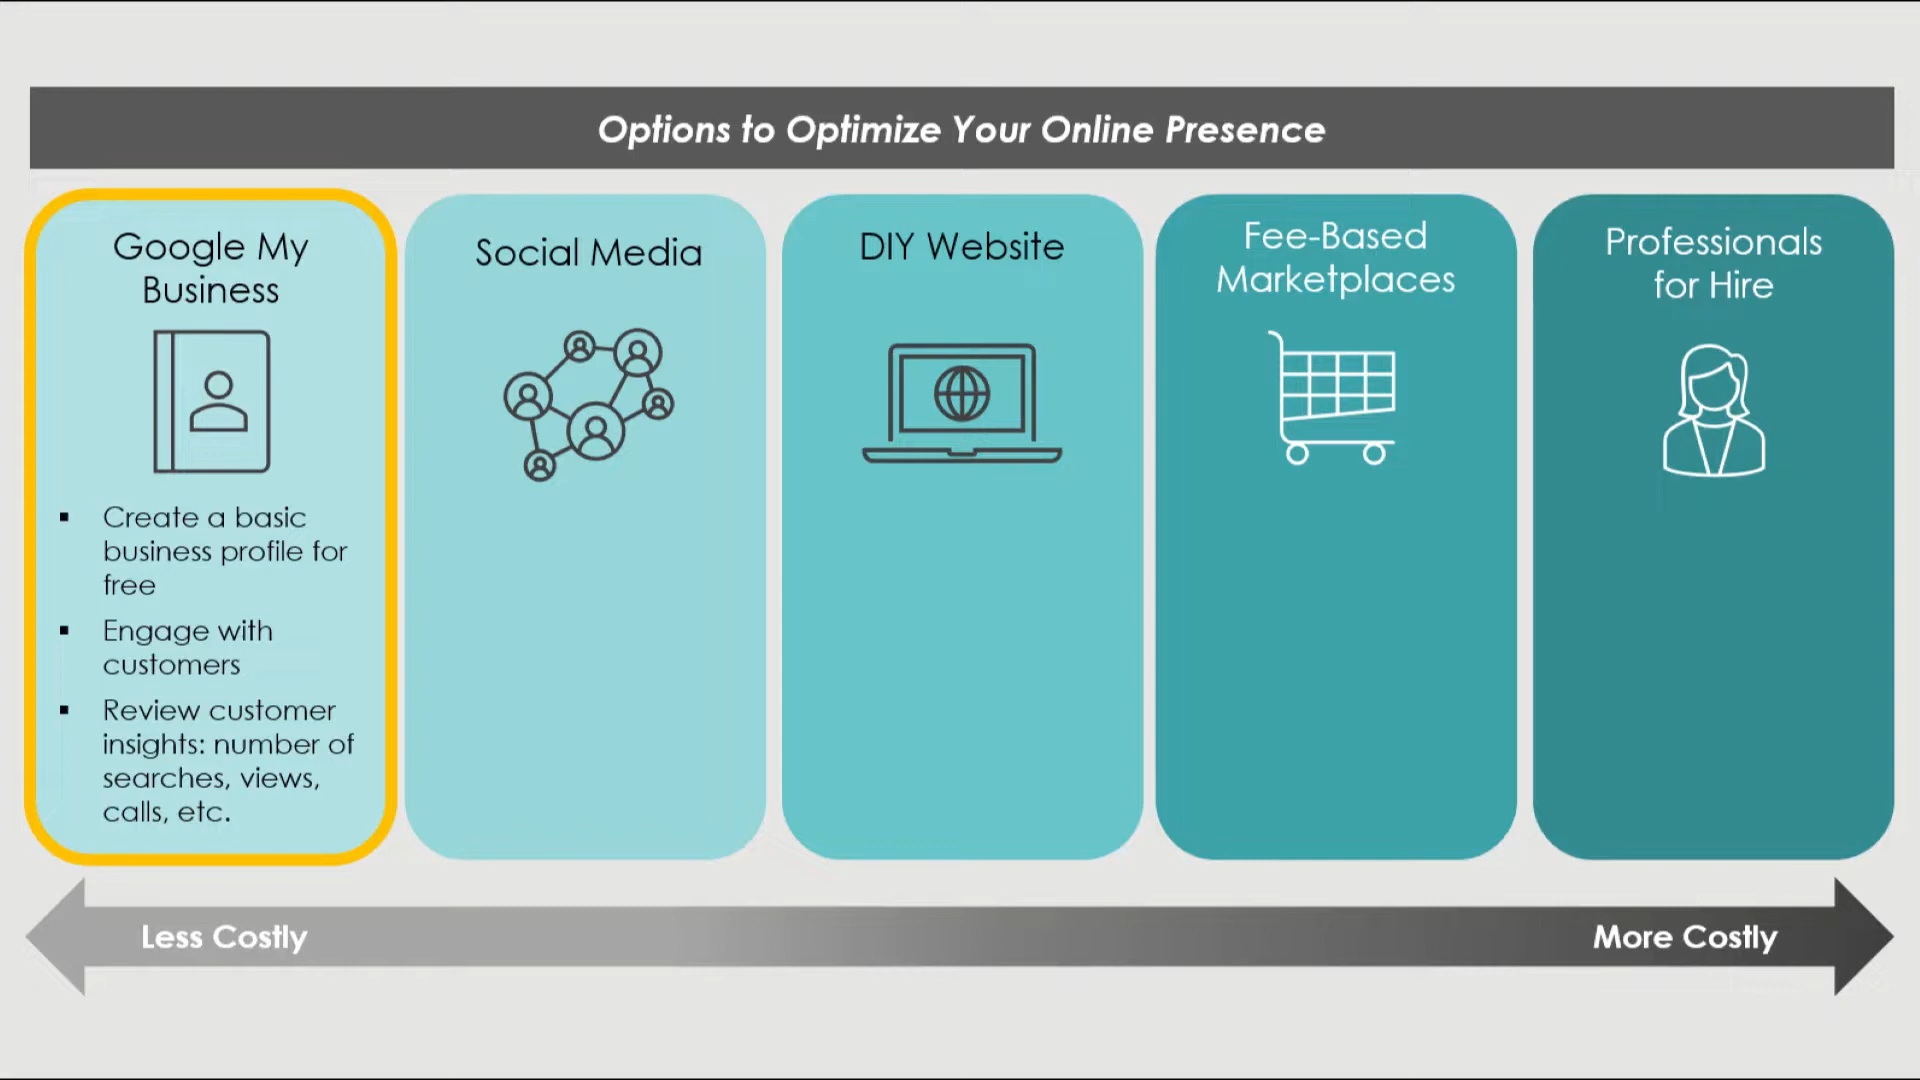 Options to Optimize Your Online Presence
Google My
Business
▪ Create a basic
business profile for
free
▪ Engage with
customers
▪ Review customer
insights: number of
searches, views,
calls, etc.
Social Media
DIY Website
Fee-Based
Marketplaces
Professionals
for Hire
Less Costly
More Costly